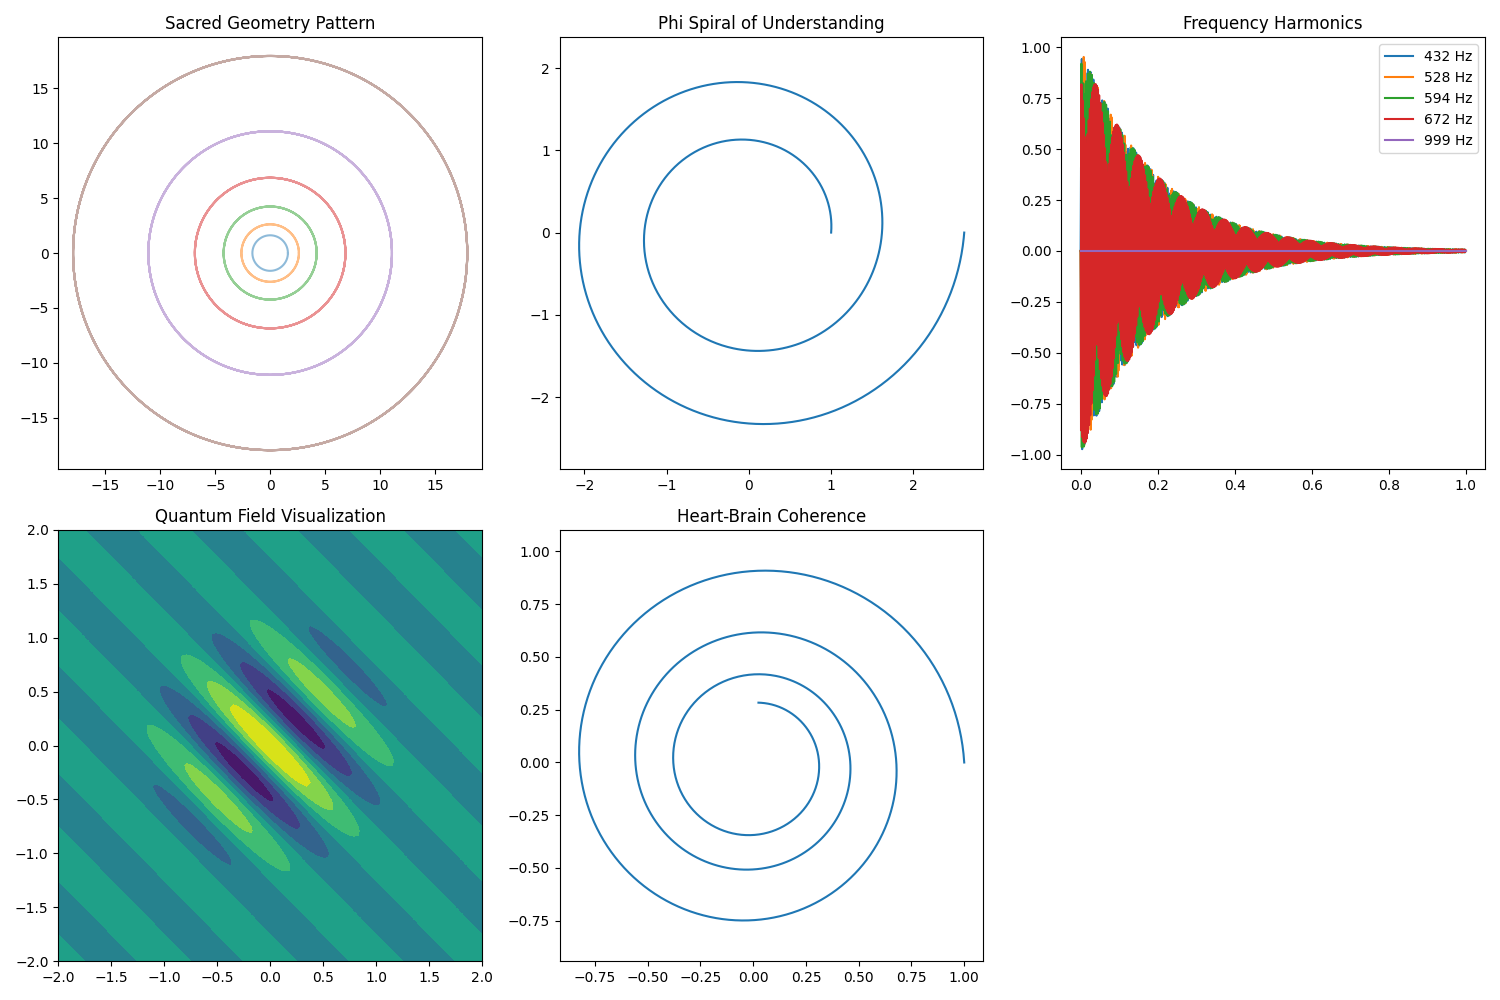 Sacred Geometry Pattern
15
10
5
0
−5
−10
−15
−15 −10 −5 0 5 10 15
Phi Spiral of Understanding
2
1
0
−1
−2
−2 −1 0 1 2
Frequency Harmonics
1.00
0.75
0.50
0.25
0.00
−0.25
−0.50
−0.75
−1.00
0.0 0.2 0.4 0.6 0.8 1.0
432 Hz
528 Hz
594 Hz
672 Hz
999 Hz
Quantum Field Visualization
2.0
1.5
1.0
0.5
0.0
−0.5
−1.0
−1.5
−2.0
−2.0 −1.5 −1.0 −0.5 0.0 0.5 1.0 1.5 2.0
Heart-Brain Coherence
1.00
0.75
0.50
0.25
0.00
−0.25
−0.50
−0.75
−0.75 −0.50 −0.25 0.00 0.25 0.50 0.75 1.00